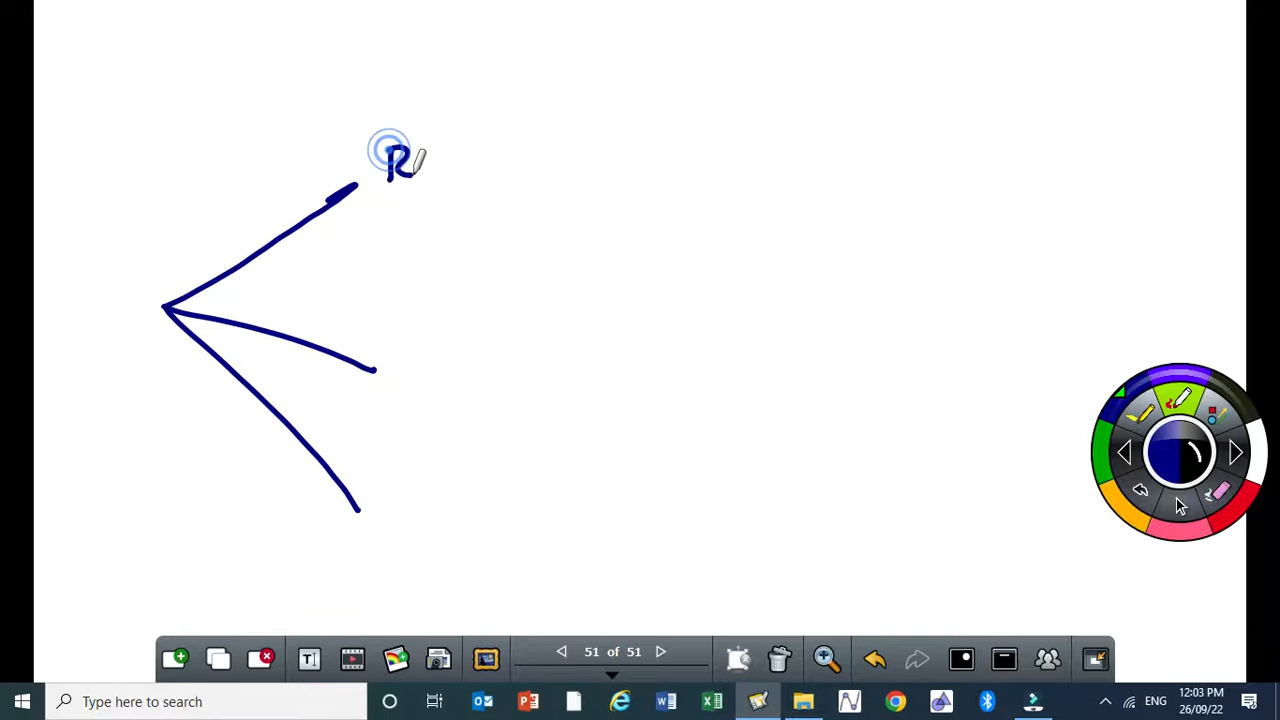 R
51 of 51
Type here to search
ENG
12:03 PM
26/09/22